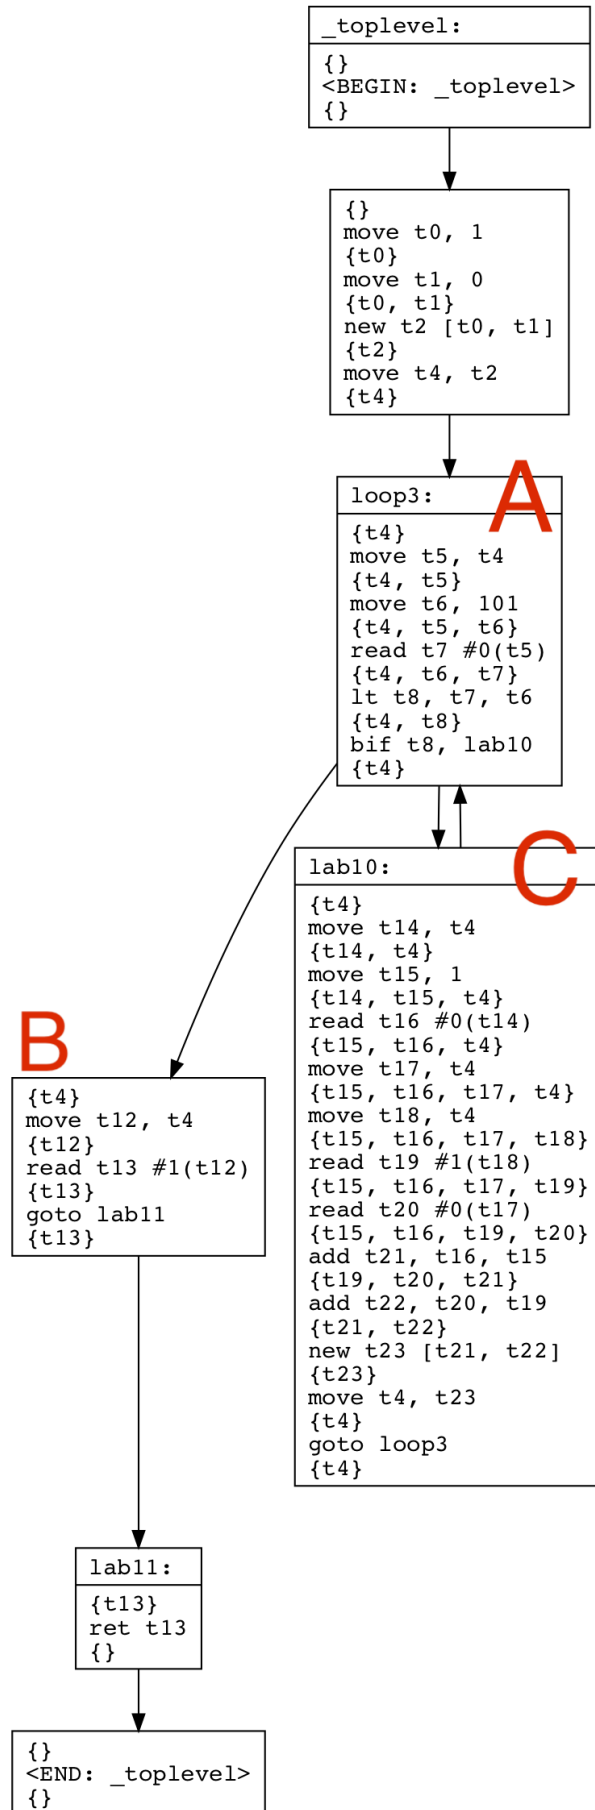 _toplevel:
{}
<BEGIN: _toplevel>
{}
{}
move t0, 1
{t0}
move t1, 0
{t0, t1}
new t2 [t0, t1]
{t2}
move t4, t2
{t4}
A
loop3:
{t4}
move t5, t4
{t4, t5}
move t6, 101
{t4, t5, t6}
read t7 #0(t5)
{t4, t6, t7}
lt t8, t7, t6
{t4, t8}
bif t8, lab10
{t4}
C
lab10:
{t4}
move t14, t4
{t14, t4}
move t15, 1
{t14, t15, t4}
read t16 #0(t14)
{t15, t16, t4}
move t17, t4
{t15, t16, t17, t4}
move t18, t4
{t15, t16, t17, t18}
read t19 #1(t18)
{t15, t16, t17, t19}
read t20 #0(t17)
{t15, t16, t19, t20}
add t21, t16, t15
{t19, t20, t21}
add t22, t20, t19
{t21, t22}
new t23 [t21, t22]
{t23}
move t4, t23
{t4}
goto loop3
{t4}
B
{t4}
move t12, t4
{t12}
read t13 #1(t12)
{t13}
goto lab11
{t13}
lab11:
{t13}
ret t13
{}
{}
<END: _toplevel>
{}